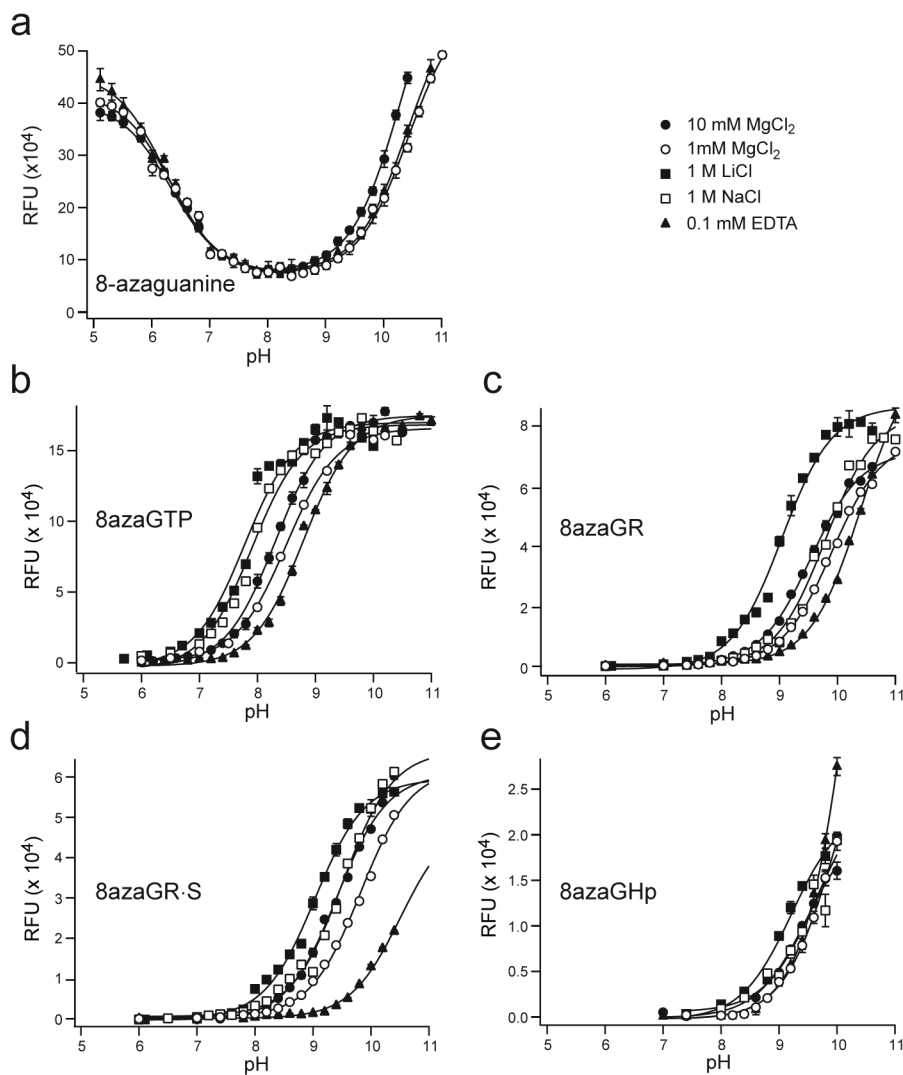 a
50
40
30
20
10
0
RFU (x10⁴)
8-azaguanine
5 6 7 8 9 10 11
pH
10 mM MgCl₂
1mM MgCl₂
1 M LiCl
1 M NaCl
0.1 mM EDTA
b
15
10
5
0
RFU (x 10⁴)
8azaGTP
5 6 7 8 9 10 11
pH
c
8
6
4
2
0
RFU (x 10⁴)
8azaGR
5 6 7 8 9 10 11
pH
d
6
5
4
3
2
1
0
RFU (x 10⁴)
8azaGR·S
5 6 7 8 9 10 11
pH
e
2.5
2.0
1.5
1.0
0.5
0.0
RFU (x 10⁴)
8azaGHp
5 6 7 8 9 10 11
pH